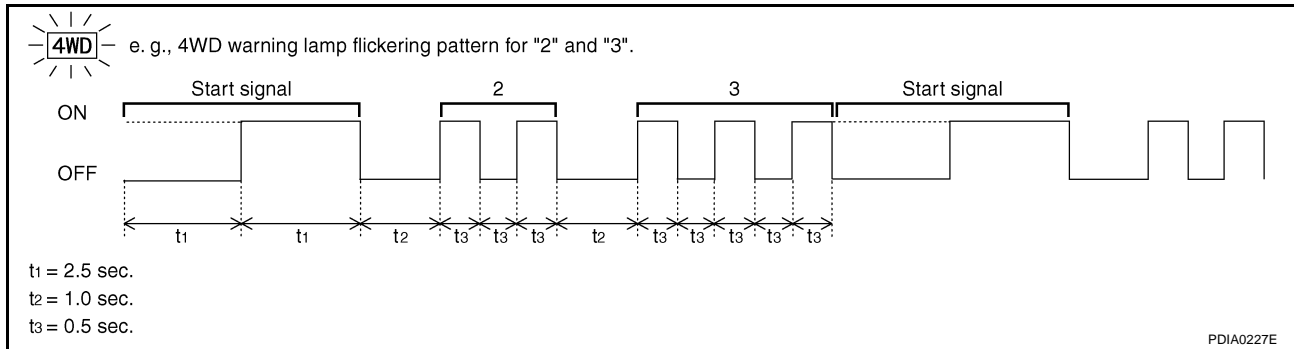 4WD e. g., 4WD warning lamp flickering pattern for "2" and "3".
Start signal 2 3 Start signal
ON
OFF
t1 t1 t2 t3 t3 t3 t2 t3 t3 t3 t3 t3
t1 = 2.5 sec.
t2 = 1.0 sec.
t3 = 0.5 sec.
PDIA0227E